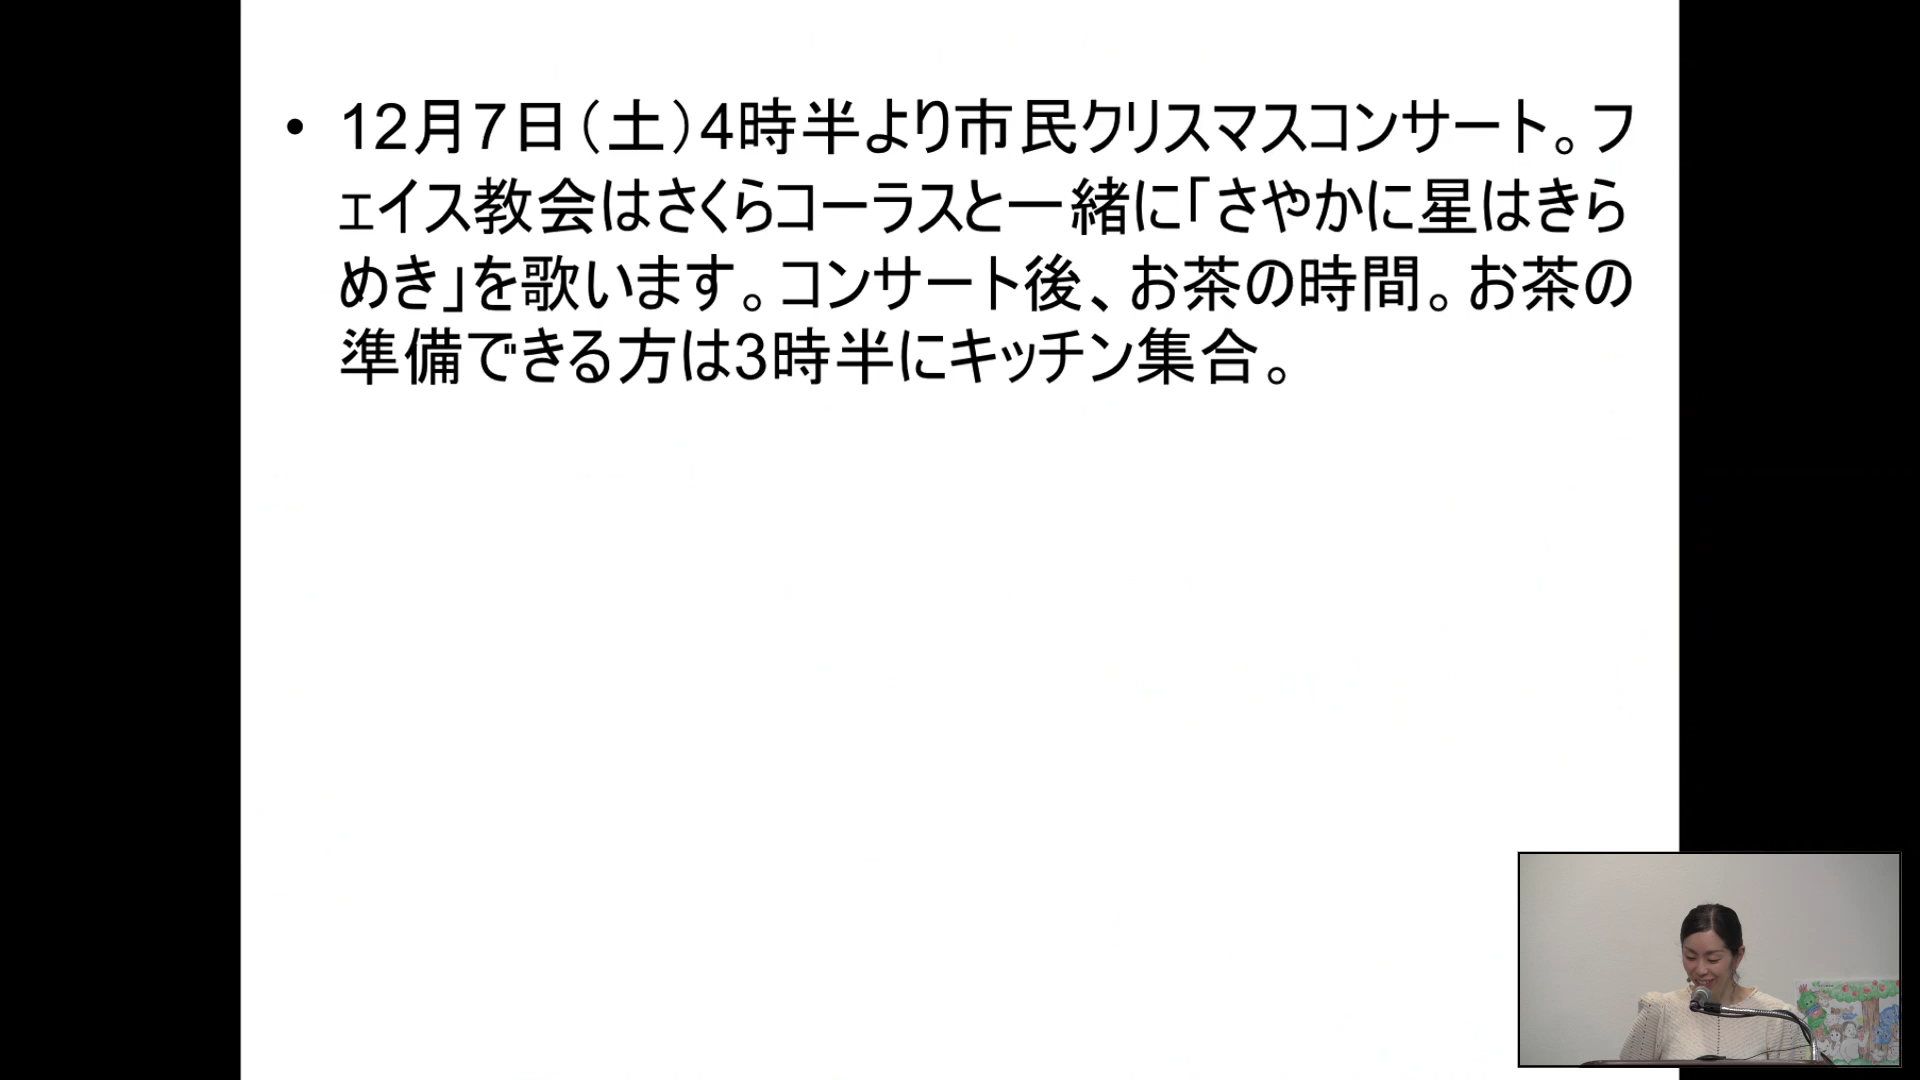 • 12月7日（土）4時半より市民クリスマスコンサート。フ
ェイス教会はさくらコーラスと一緒に「さやかに星はきら
めき」を歌います。コンサート後、お茶の時間。お茶の
準備できる方は3時半にキッチン集合。